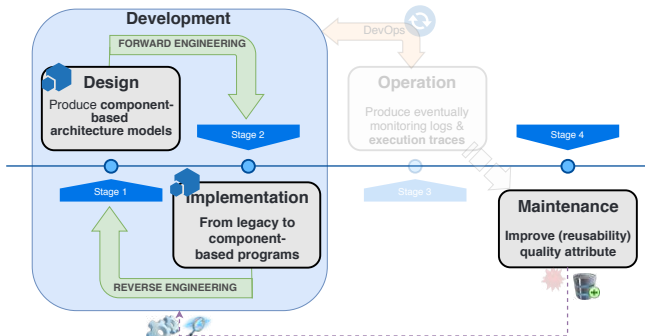 Development
FORWARD ENGINEERING
DevOps
Design
Produce component-
based
architecture models
Operation
Produce eventually
monitoring logs &
execution traces
Stage 2
Stage 4
Stage 1
Stage 3
Implementation
From legacy to
component-
based programs
Maintenance
Improve (reusability)
quality attribute
REVERSE ENGINEERING